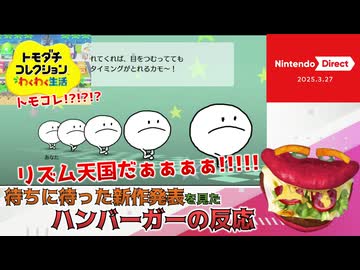 トモダチ
コレクション
わくわく生活
れてくれば、目をつむってても
タイミングがとれるカモ〜！
Nintendo Direct
2025.3.27
トモコレ!?!?!?
あなた
リズム天国だぁぁぁぁ!!!!!
待ちに待った新作発表を見た
ハンバーガーの反応